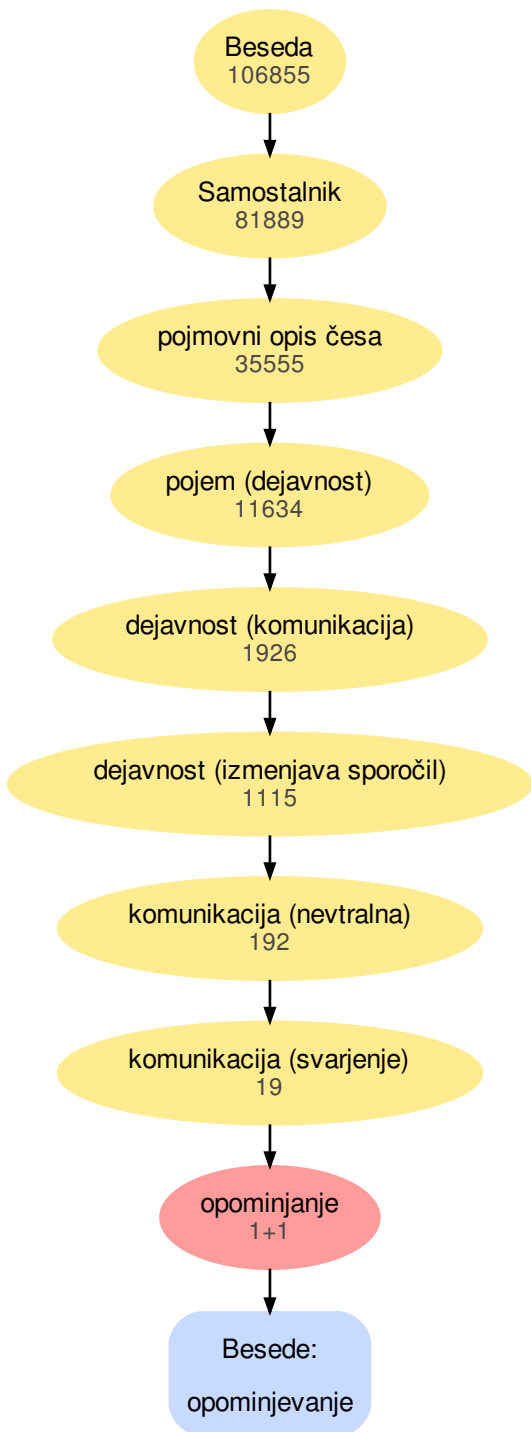 Beseda
106855
Samostalnik
81889
pojmovni opis česa
35555
pojem (dejavnost)
11634
dejavnost (komunikacija)
1926
dejavnost (izmenjava sporočil)
1115
komunikacija (nevtralna)
192
komunikacija (svarjenje)
19
opominjanje
1+1
Besede:
opominjevanje